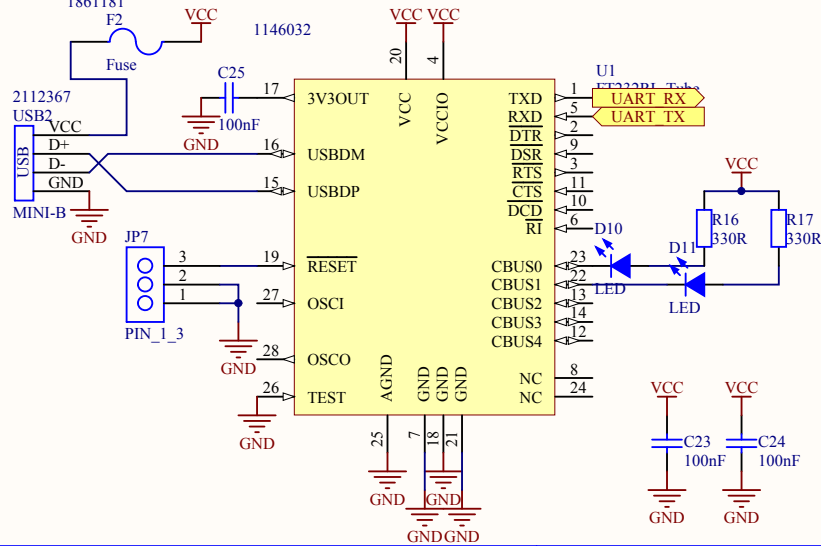 1861181
F2
VCC
Fuse
1146032
VCC VCC
20
4
C25
100nF
GND
17
3V3OUT
VCC
VCCIO
U1
FT232RL_Tube
TXD
1
UART_RX
RXD
5
UART_TX
DTR
2
DSR
9
RTS
3
CTS
11
DCD
10
RI
6
2112367
USB2
USB
VCC
D+
D-
GND
MINI-B
GND
16
USBDM
15
USBDP
JP7
3
2
1
PIN_1_3
GND
19
RESET
27
OSCI
28
OSCO
26
TEST
GND
CBUS0
23
CBUS1
22
CBUS2
13
CBUS3
14
CBUS4
12
NC
8
NC
24
D10
LED
D11
LED
VCC
R16
330R
R17
330R
AGND
GND
GND
GND
25
7
18
21
GND
GND
GND GND
VCC
C23
100nF
GND
VCC
C24
100nF
GND